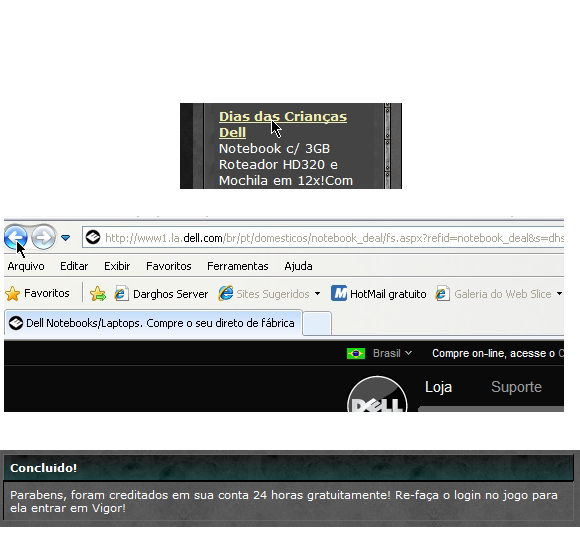 Dias das Crianças
Dell
Notebook c/ 3GB
Roteador HD320 e
Mochila em 12x!Com
http://www1.la.dell.com/br/pt/domesticos/notebook_deal/fs.aspx?refid=notebook_deal&s=dhs
Arquivo Editar Exibir Favoritos Ferramentas Ajuda
Favoritos Darghos Server Sites Sugeridos HotMail gratuito Galeria do Web Slice
Dell Notebooks/Laptops. Compre o seu direto de fábrica
Brasil Compre on-line, acesse o C
DELL Loja Suporte
Concluido!
Parabens, foram creditados em sua conta 24 horas gratuitamente! Re-faça o login no jogo para
ela entrar em Vigor!